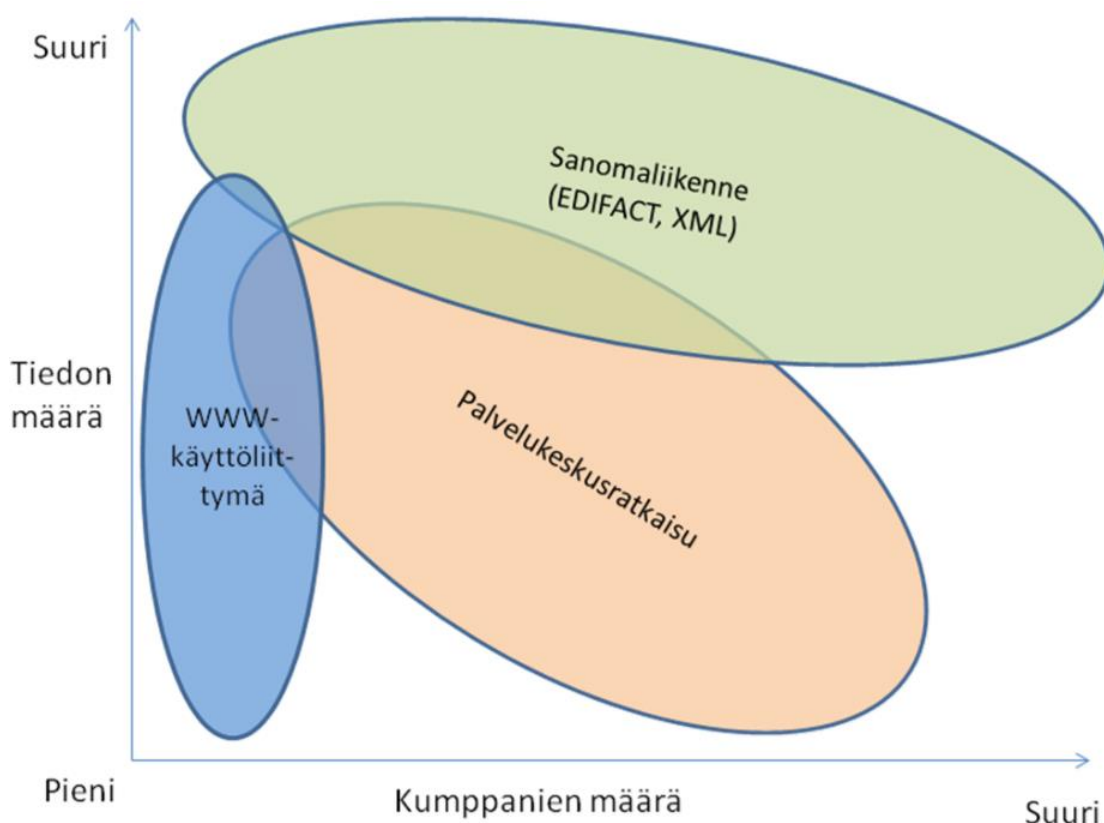 Suuri
Sanomaliikenne
(EDIFACT, XML)
Tiedon
määrä
WWW-
käyttöliit-
tymä
Palvelukeskusratkaisu
Pieni
Kumppanien määrä
Suuri